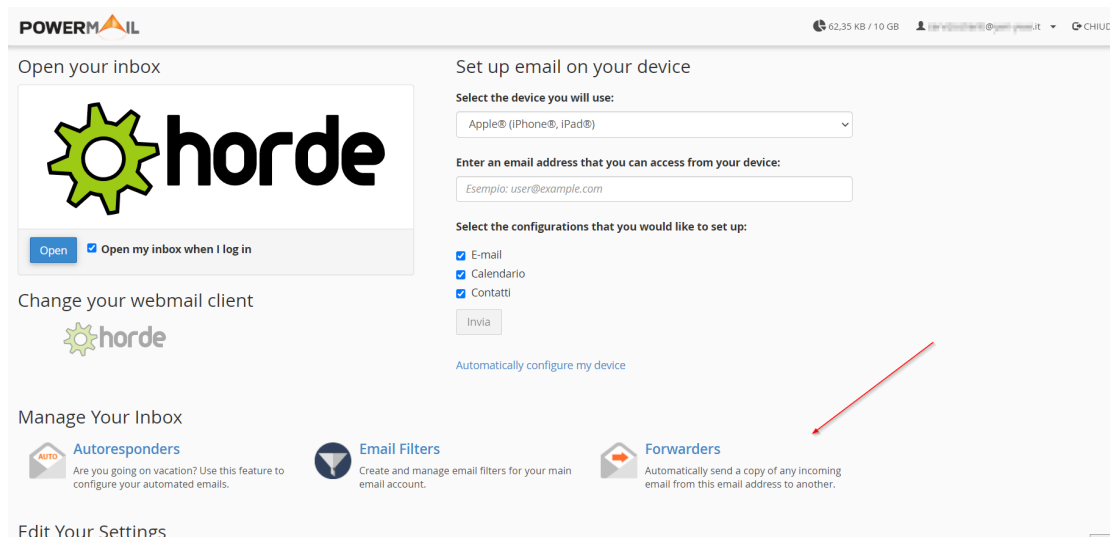 POWERMAIL
62,35 KB / 10 GB
.it
CHIUD
Open your inbox
horde
Open
Open my inbox when I log in
Change your webmail client
horde
Set up email on your device
Select the device you will use:
Apple® (iPhone®, iPad®)
Enter an email address that you can access from your device:
Esempio: user@example.com
Select the configurations that you would like to set up:
E-mail
Calendario
Contatti
Invia
Automatically configure my device
Manage Your Inbox
AUTO
Autoresponders
Are you going on vacation? Use this feature to
configure your automated emails.
Email Filters
Create and manage email filters for your main
email account.
Forwarders
Automatically send a copy of any incoming
email from this email address to another.
Edit Your Settings